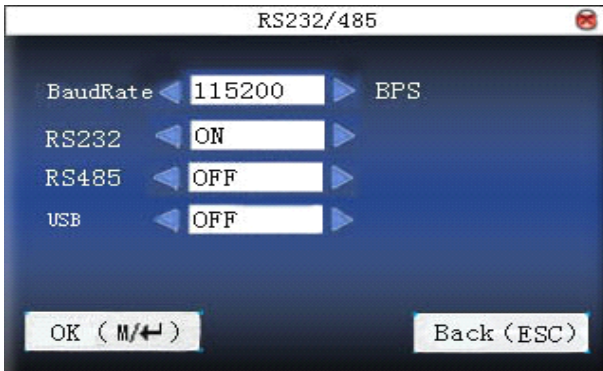 RS232/485
BaudRate 115200 BPS
RS232 ON
RS485 OFF
USB OFF
OK (M/↵) Back(ESC)